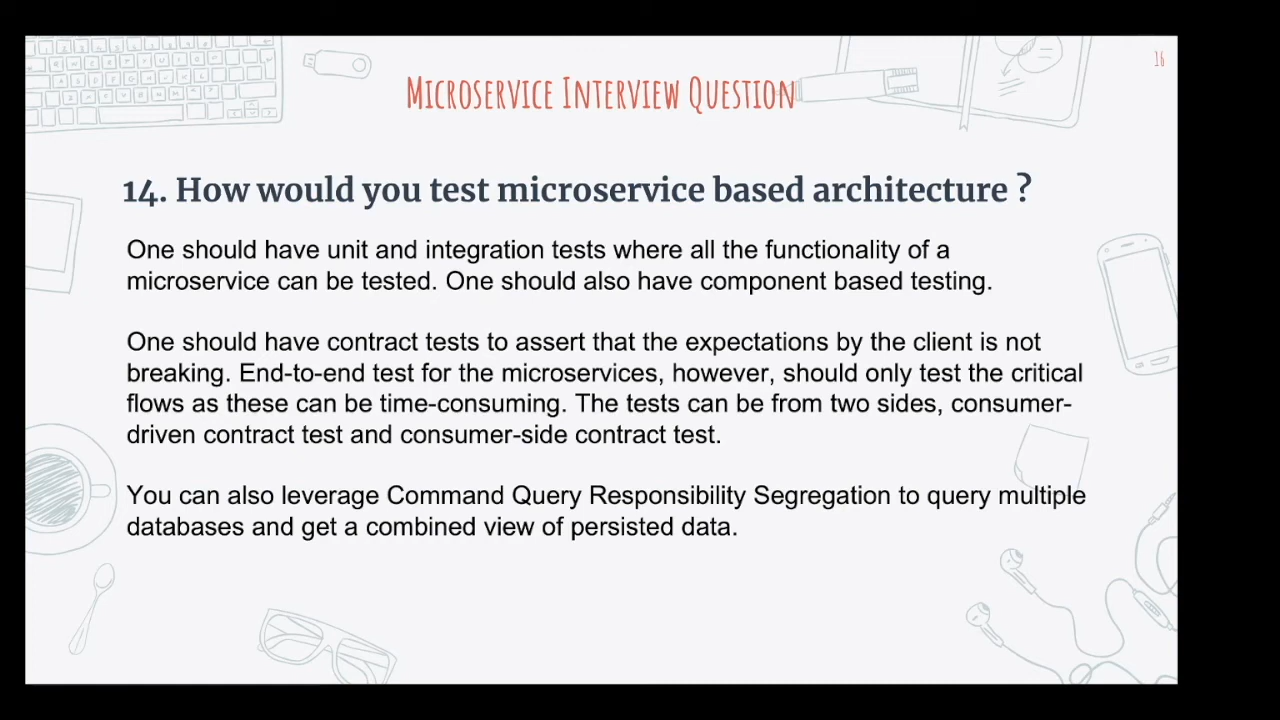 16
Microservice Interview Question
14. How would you test microservice based architecture ?
One should have unit and integration tests where all the functionality of a
microservice can be tested. One should also have component based testing.
One should have contract tests to assert that the expectations by the client is not
breaking. End-to-end test for the microservices, however, should only test the critical
flows as these can be time-consuming. The tests can be from two sides, consumer-
driven contract test and consumer-side contract test.
You can also leverage Command Query Responsibility Segregation to query multiple
databases and get a combined view of persisted data.